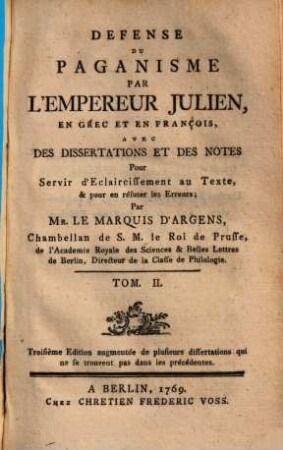 DEFENSE
DU
PAGANISME
PAR
L'EMPEREUR JULIEN,
EN GREC ET EN FRANÇOIS,
AVEC
DES DISSERTATIONS ET DES NOTES
Pour
Servir d'Eclaircissement au Texte,
& pour en réfuter les Erreurs;
Par
MR. LE MARQUIS D'ARGENS,
Chambellan de S. M. le Roi de Prusse,
de l'Academie Royale des Sciences & Belles Lettres
de Berlin, Directeur de la Classe de Philologie.
TOM. II.
Troisième Edition augmentée de plusieurs dissertations qui
ne se trouvent pas dans les précédentes.
A BERLIN, 1769.
CHEZ CHRETIEN FREDERIC VOSS.